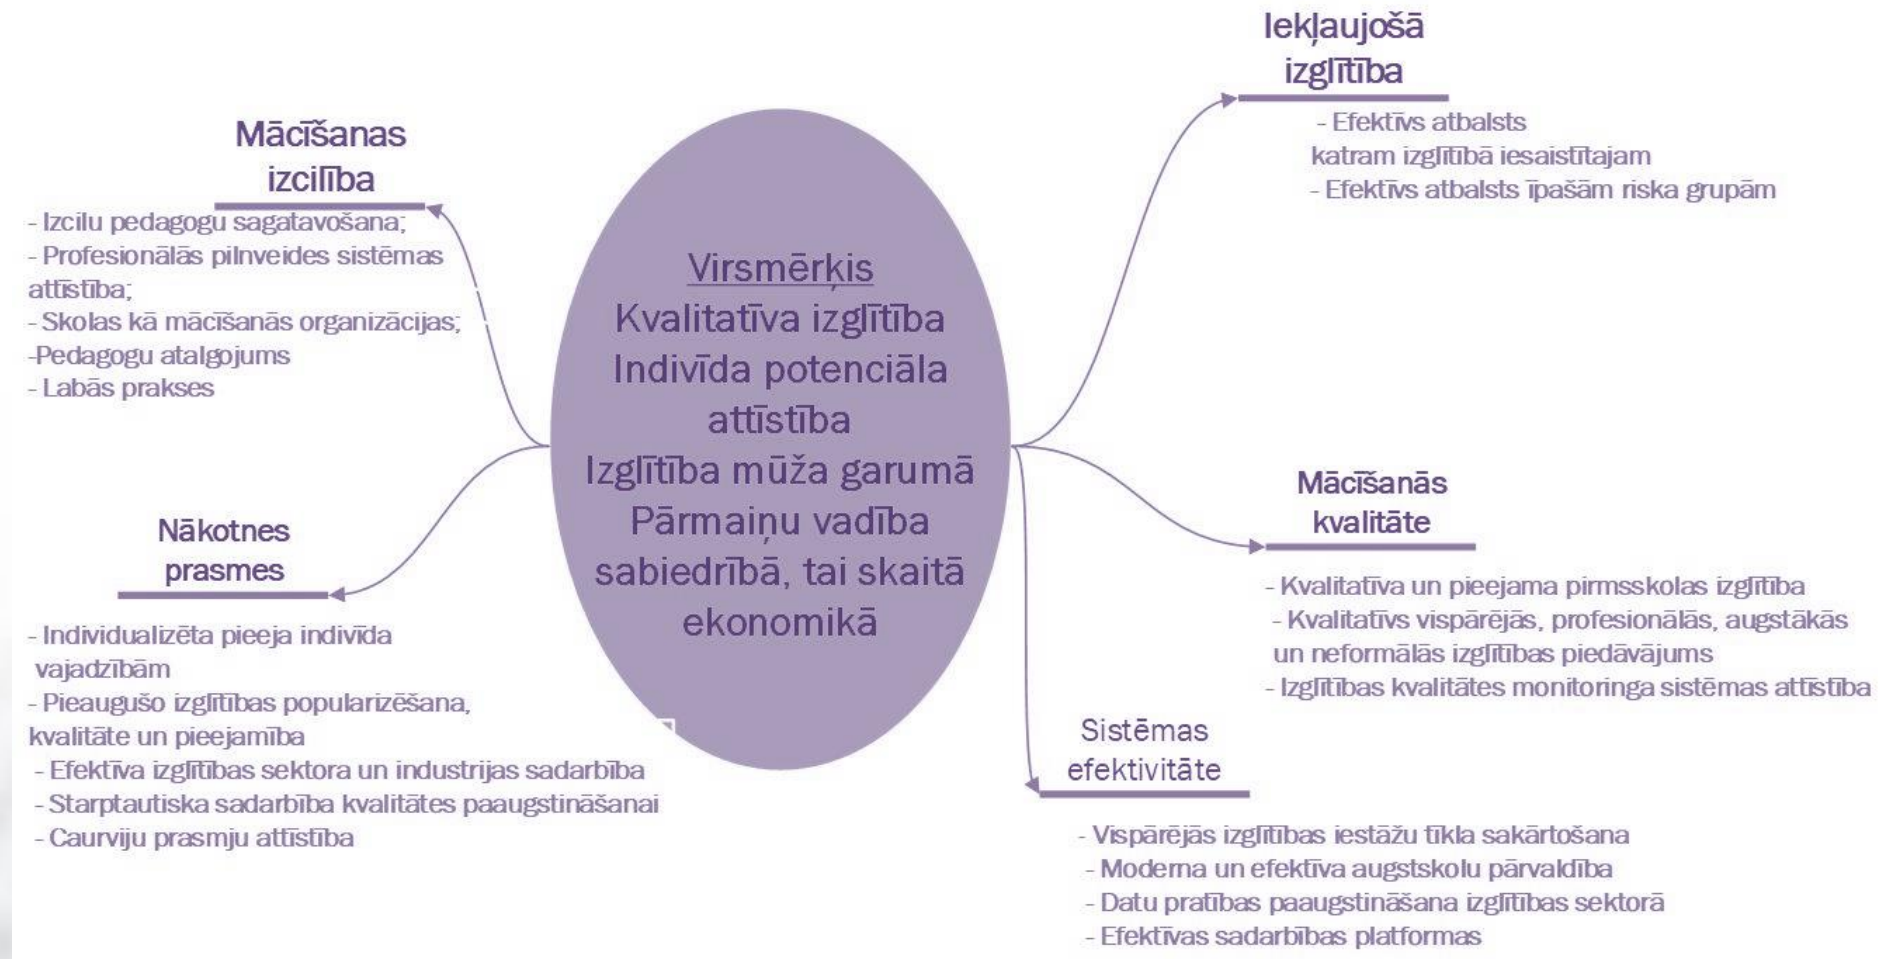 Mācīšanas
izcilība
- Izcilu pedagogu sagatavošana;
- Profesionālās pilnveides sistēmas
attīstība;
- Skolas kā mācīšanās organizācijas;
-Pedagogu atalgojums
- Labās prakses
Nākotnes
prasmes
- Individualizēta pieeja indivīda
vajadzībām
- Pieaugušo izglītības popularizēšana,
kvalitāte un pieejamība
- Efektīva izglītības sektora un industrijas sadarbība
- Starptautiska sadarbība kvalitātes paaugstināšanai
- Caurviju prasmju attīstība
Virsmērķis
Kvalitatīva izglītība
Indivīda potenciāla
attīstība
Izglītība mūža garumā
Pārmaiņu vadība
sabiedrībā, tai skaitā
ekonomikā
Iekļaujošā
izglītība
- Efektīvs atbalsts
katram izglītībā iesaistītajam
- Efektīvs atbalsts īpašām riska grupām
Mācīšanās
kvalitāte
- Kvalitatīva un pieejama pirmsskolas izglītība
- Kvalitatīvs vispārējās, profesionālās, augstākās
un neformālās izglītības piedāvājums
- Izglītības kvalitātes monitoringa sistēmas attīstība
Sistēmas
efektivitāte
- Vispārējās izglītības iestāžu tīkla sakārtošana
- Moderna un efektīva augstskolu pārvaldība
- Datu pratības paaugstināšana izglītības sektorā
- Efektīvas sadarbības platformas